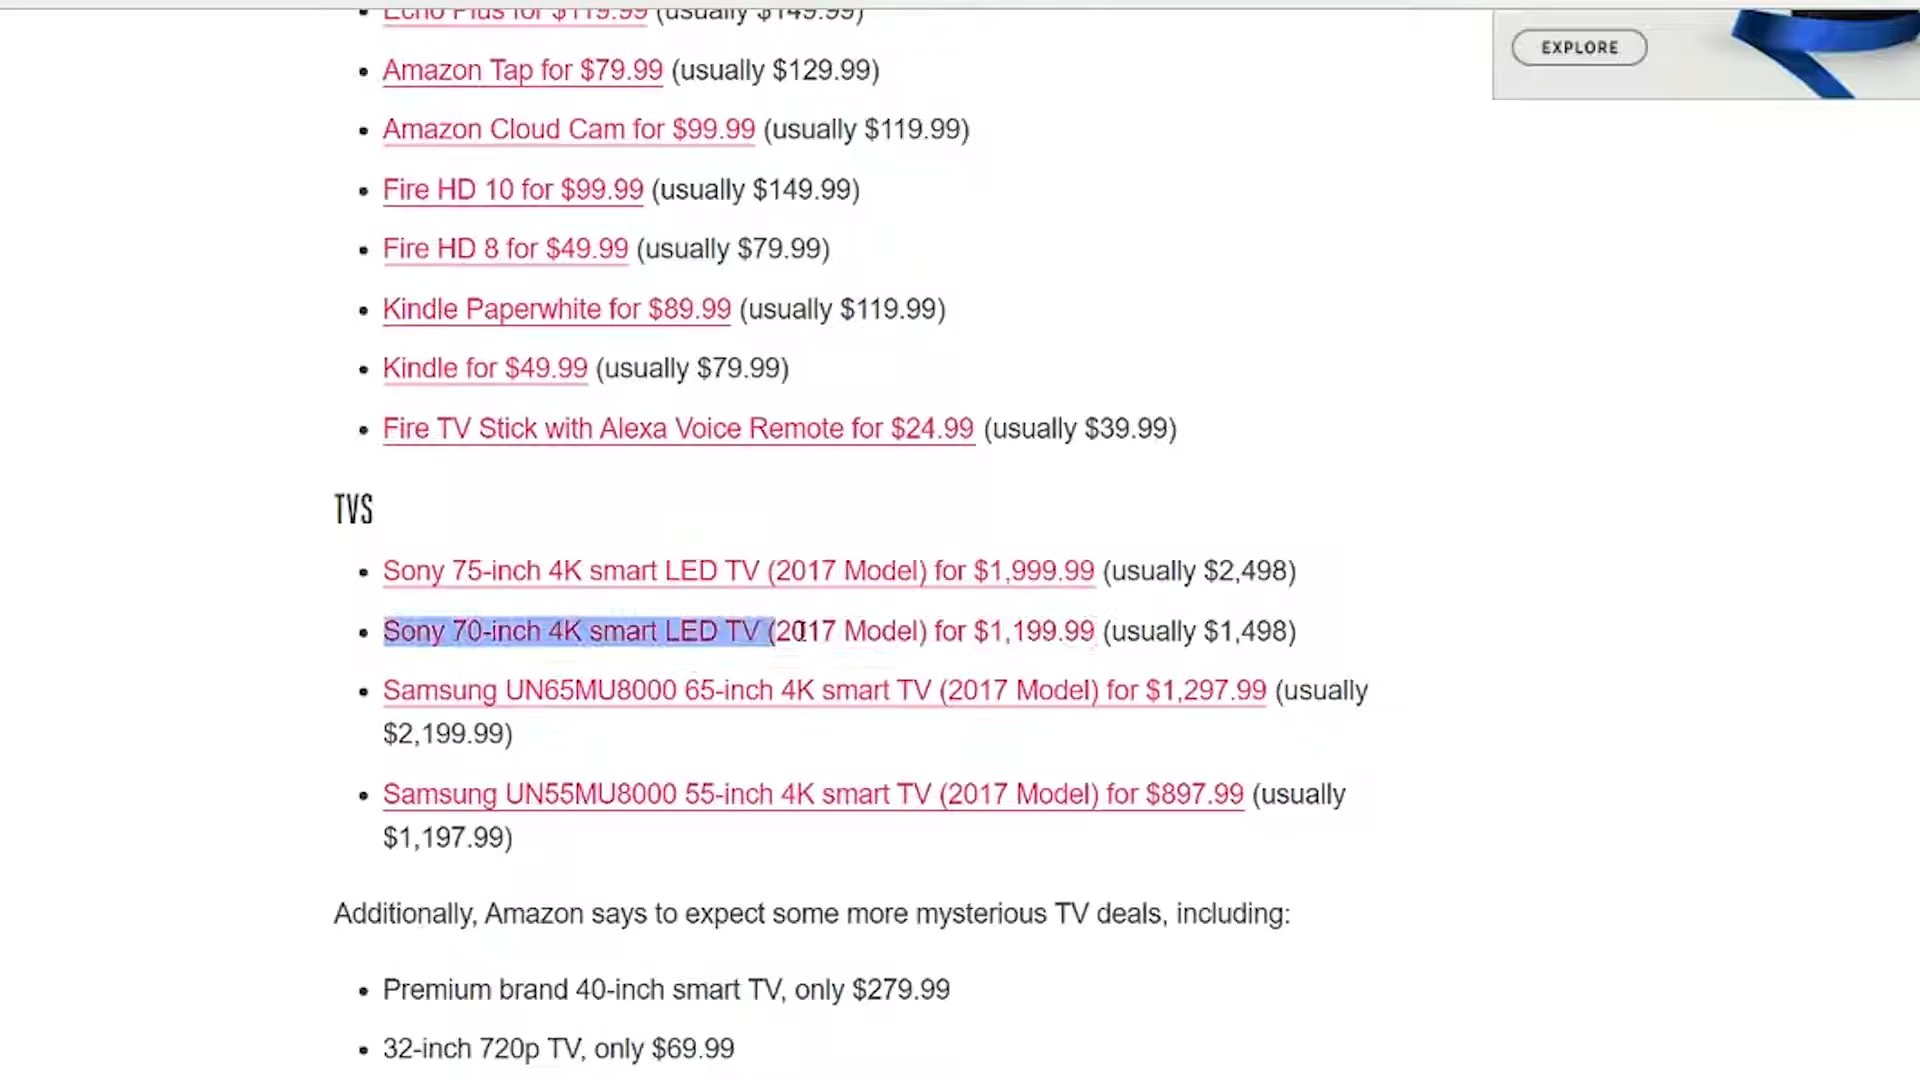 Echo Plus for $119.99 (usually $149.99)
EXPLORE
Amazon Tap for $79.99 (usually $129.99)
Amazon Cloud Cam for $99.99 (usually $119.99)
Fire HD 10 for $99.99 (usually $149.99)
Fire HD 8 for $49.99 (usually $79.99)
Kindle Paperwhite for $89.99 (usually $119.99)
Kindle for $49.99 (usually $79.99)
Fire TV Stick with Alexa Voice Remote for $24.99 (usually $39.99)
TVS
Sony 75-inch 4K smart LED TV (2017 Model) for $1,999.99 (usually $2,498)
Sony 70-inch 4K smart LED TV (2017 Model) for $1,199.99 (usually $1,498)
Samsung UN65MU8000 65-inch 4K smart TV (2017 Model) for $1,297.99 (usually
$2,199.99)
Samsung UN55MU8000 55-inch 4K smart TV (2017 Model) for $897.99 (usually
$1,197.99)
Additionally, Amazon says to expect some more mysterious TV deals, including:
Premium brand 40-inch smart TV, only $279.99
32-inch 720p TV, only $69.99